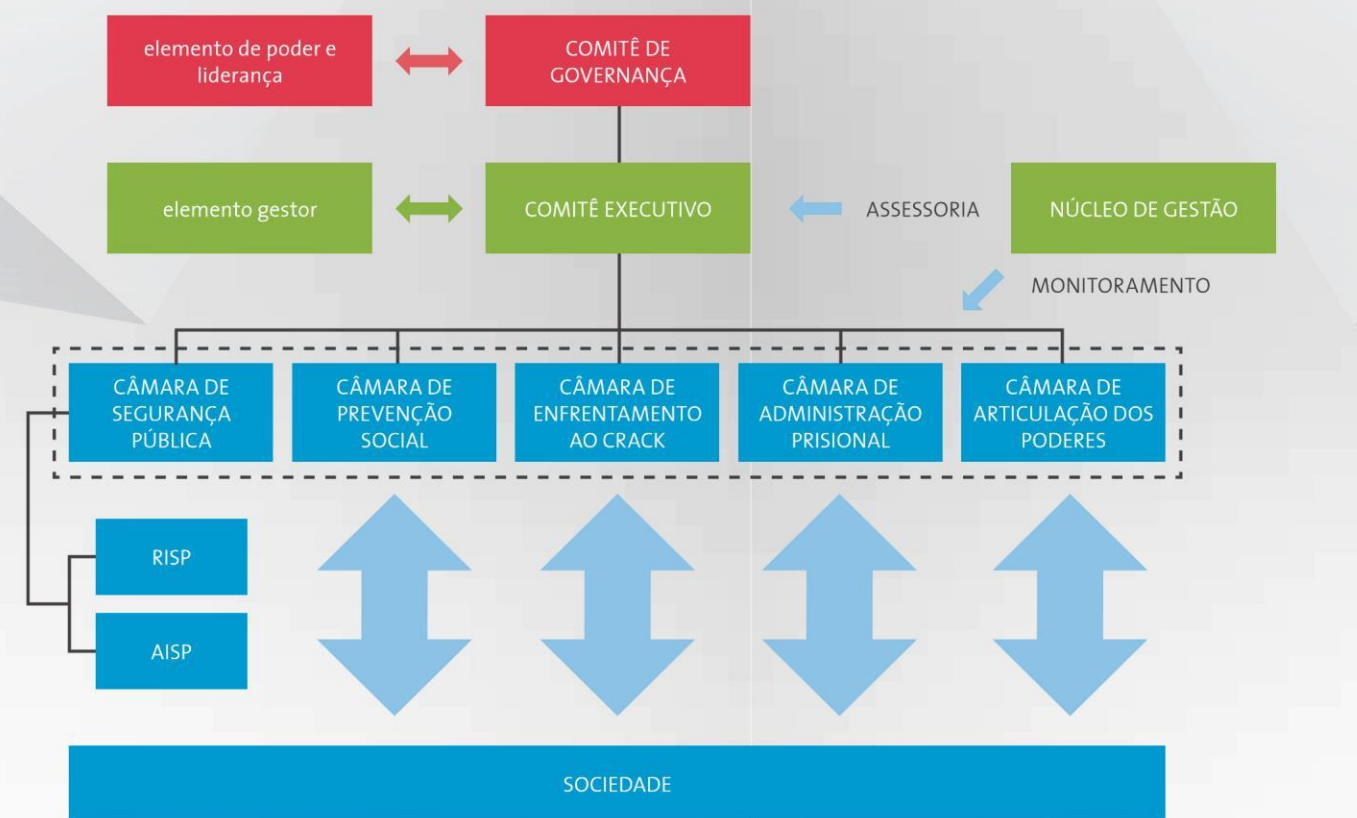 elemento de poder e
liderança
COMITÊ DE
GOVERNANÇA
elemento gestor
COMITÊ EXECUTIVO
ASSESSORIA
NÚCLEO DE GESTÃO
MONITORAMENTO
CÂMARA DE
SEGURANÇA
PÚBLICA
CÂMARA DE
PREVENÇÃO
SOCIAL
CÂMARA DE
ENFRENTAMENTO
AO CRACK
CÂMARA DE
ADMINISTRAÇÃO
PRISIONAL
CÂMARA DE
ARTICULAÇÃO DOS
PODERES
RISP
AISP
SOCIEDADE